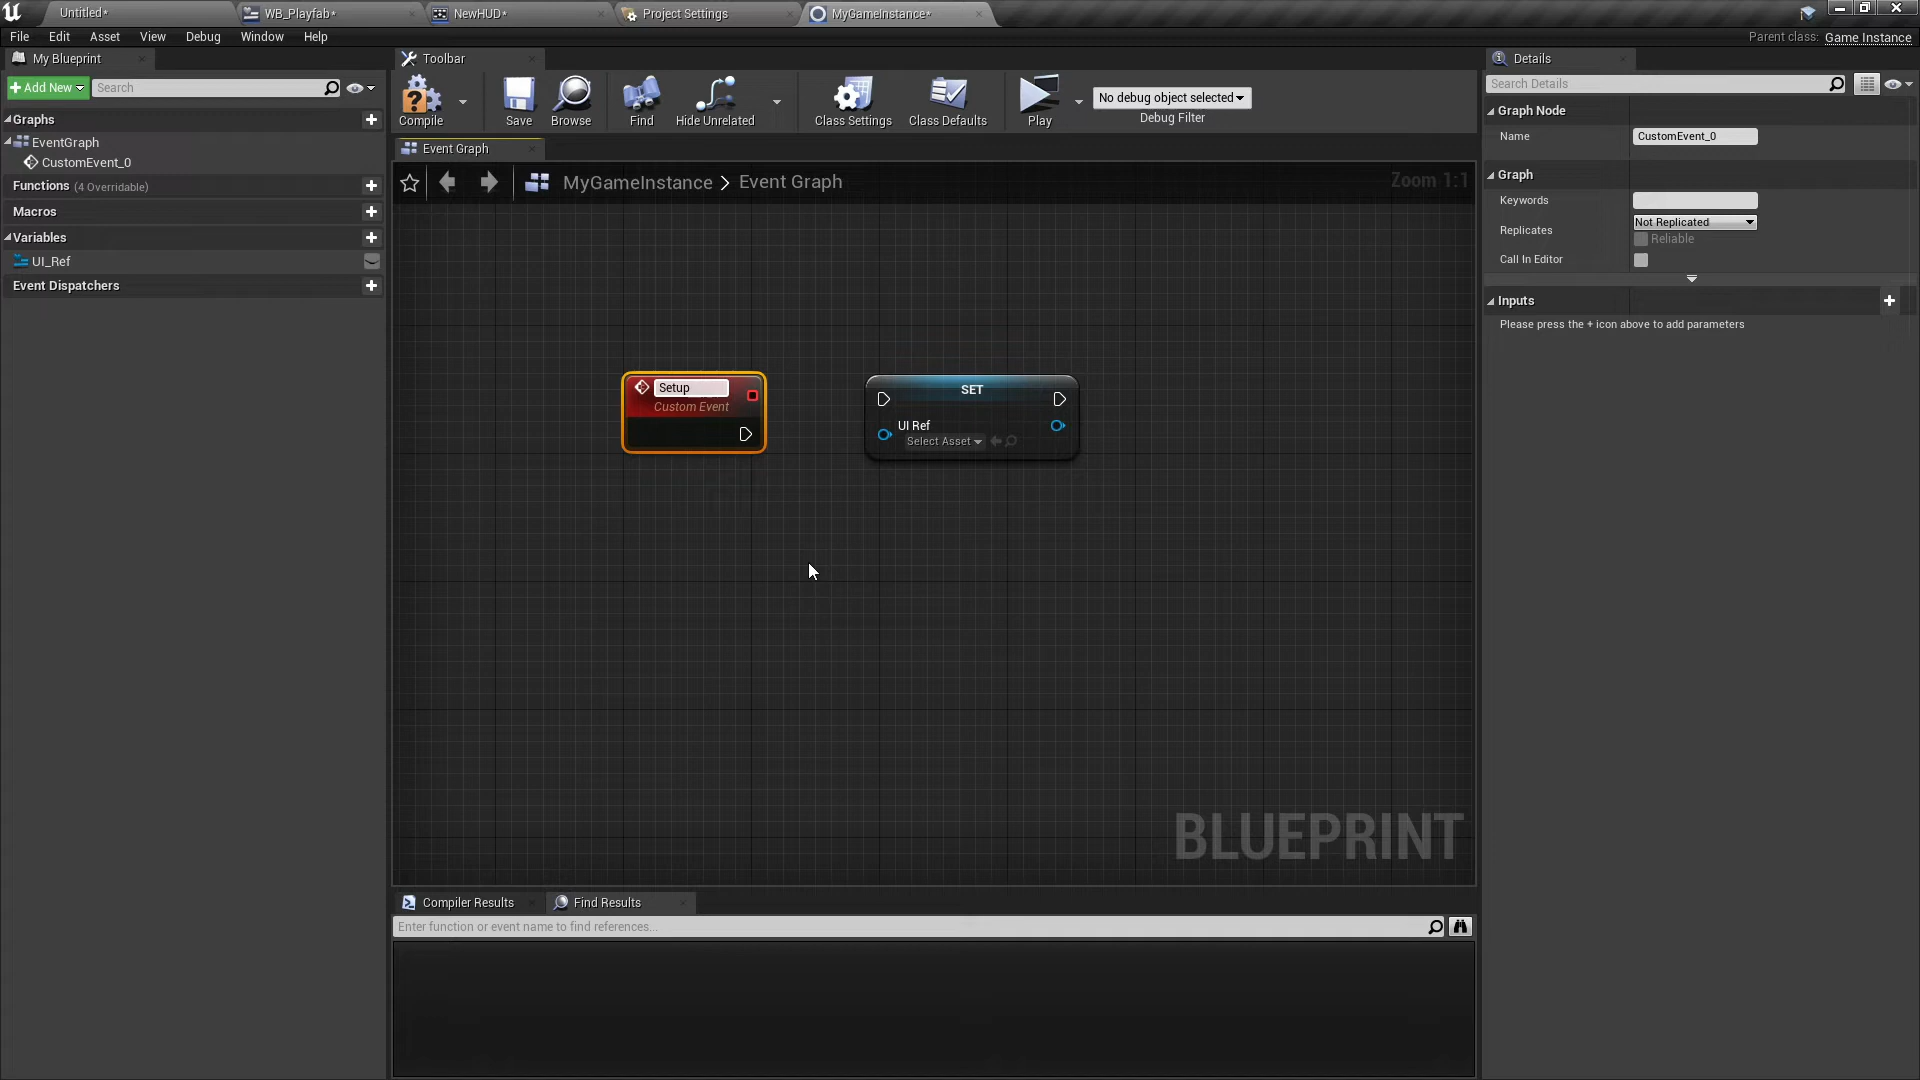 Untitled*
WB_Playfab*
NewHUD*
Project Settings
MyGameInstance*
File Edit Asset View Debug Window Help
Parent class: Game Instance
My Blueprint
Add New
Search
Graphs
EventGraph
CustomEvent_0
Functions (4 Overridable)
Macros
Variables
UI_Ref
Event Dispatchers
Toolbar
Compile
Save
Browse
Find
Hide Unrelated
Class Settings
Class Defaults
Play
No debug object selected
Debug Filter
Event Graph
MyGameInstance > Event Graph
Zoom 1:1
Setup
Custom Event
SET
UI Ref
Select Asset
BLUEPRINT
Compiler Results
Find Results
Enter function or event name to find references...
Details
Search Details
Graph Node
Name CustomEvent_0
Graph
Keywords
Replicates Not Replicated
Reliable
Call In Editor
Inputs
Please press the + icon above to add parameters